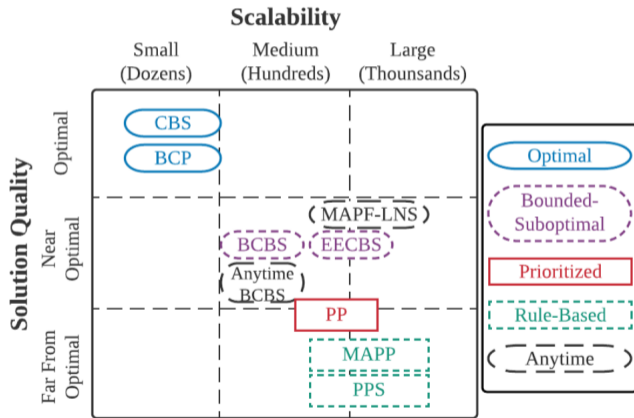 Scalability
Small
(Dozens)
Medium
(Hundreds)
Large
(Thounsands)
Solution Quality
Optimal
Near
Optimal
Far From
Optimal
CBS
BCP
MAPF-LNS
BCBS
EECBS
Anytime
BCBS
PP
MAPP
PPS
Optimal
Bounded-
Suboptimal
Prioritized
Rule-Based
Anytime